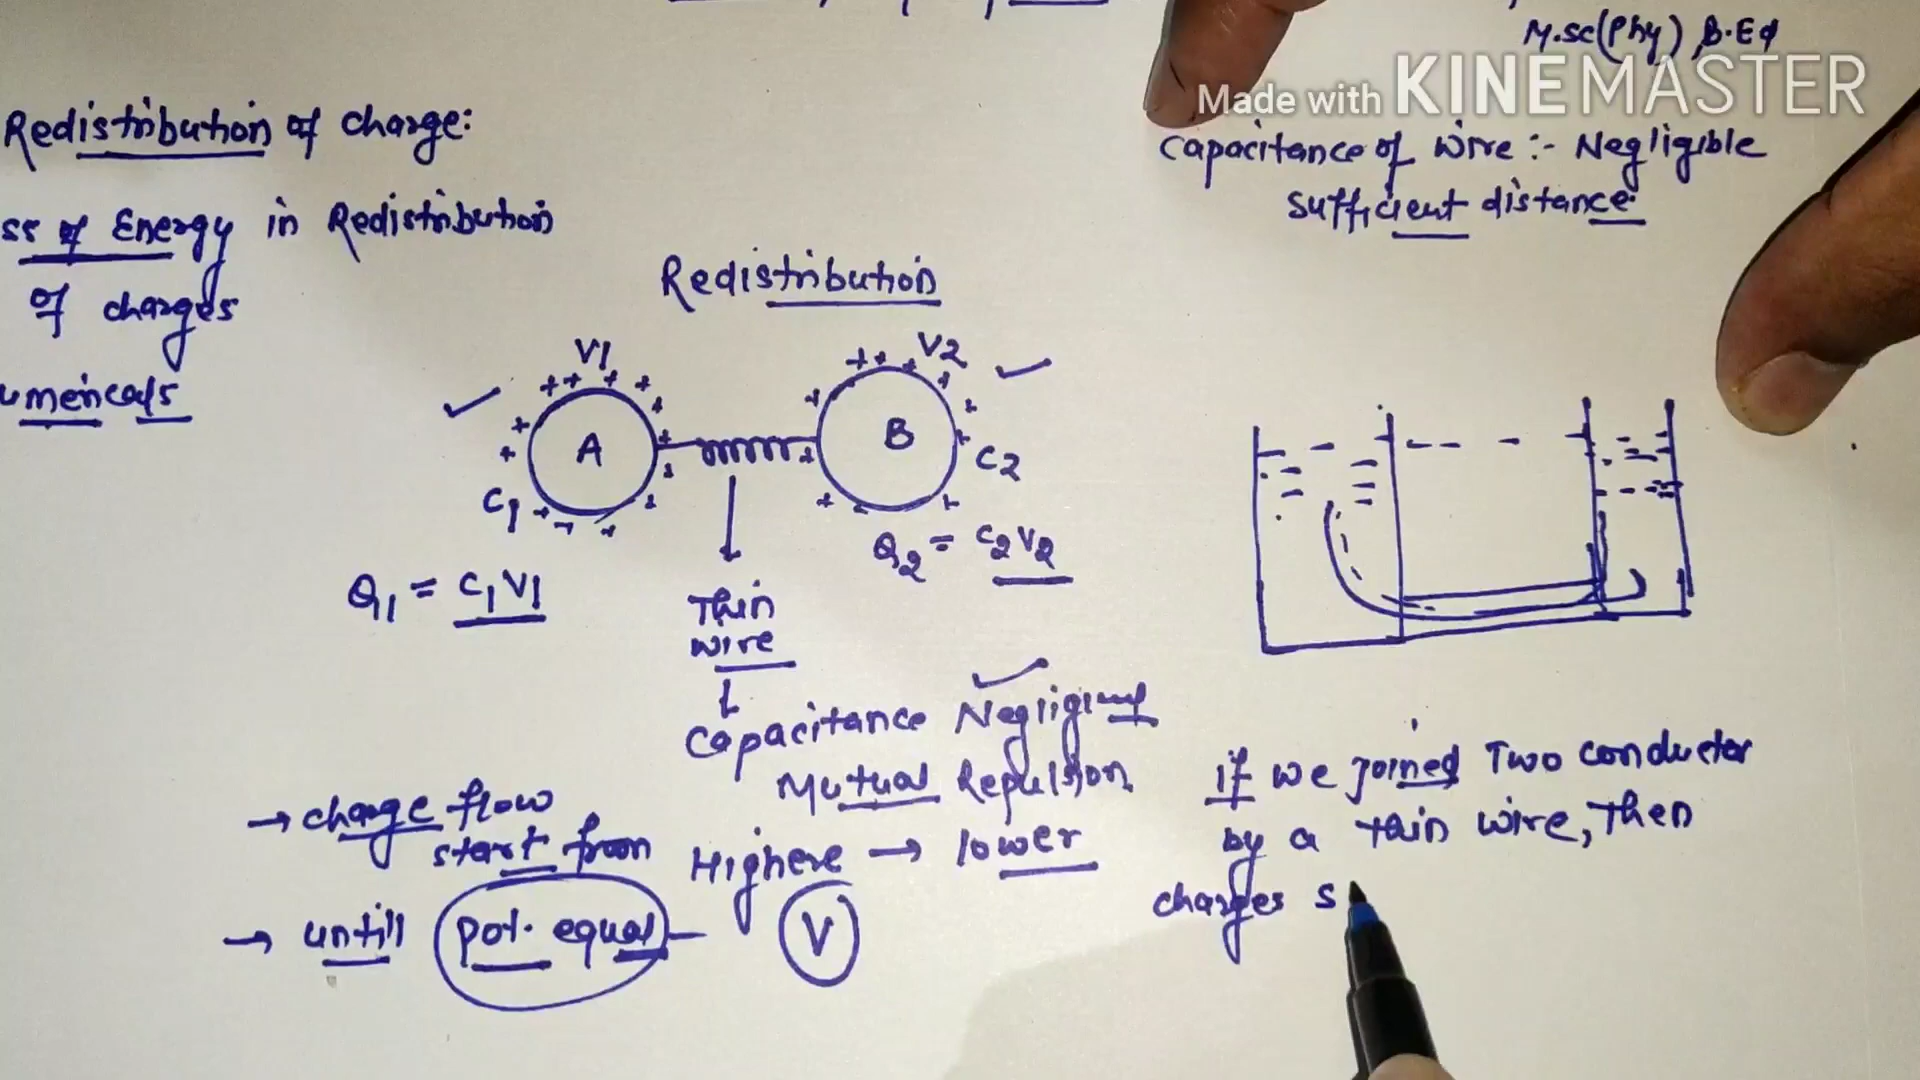 M.sc(Phy), B.Ed
Made with KINEMASTER
Redistribution of charge:
ss of Energy in Redistribution
of charges
umericals
capacitance of wire :- Negligible
sufficient distance
Redistribution
V1
V2
A
B
C1
C2
Q1 = C1V1
Q2 = C2V2
Thin
wire
Capacitance
Mutual Repulsion
→ charge flow
start from
Highere → lower
→ untill pot. equal - V
if we joined Two conductor
by a thin wire, Then
charges s